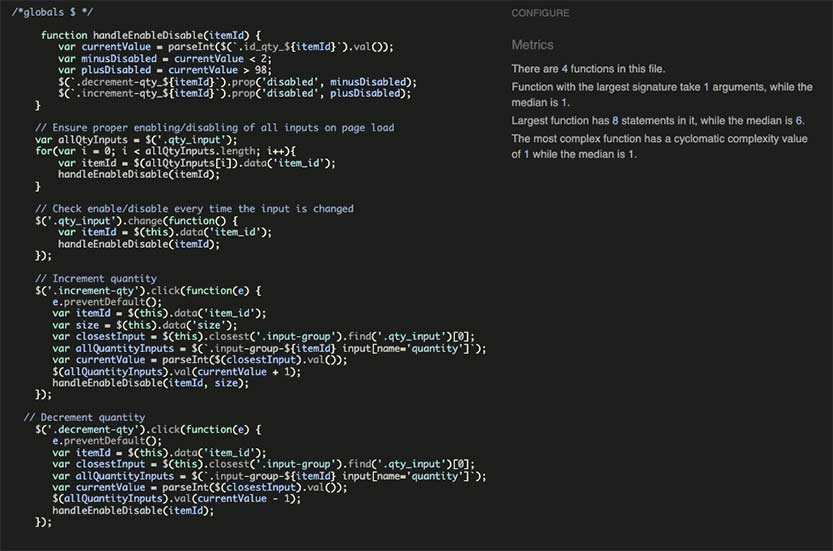 /*globals $ */
function handleEnableDisable(itemId) {
var currentValue = parseInt($(`.id_qty_${itemId}`).val());
var minusDisabled = currentValue < 2;
var plusDisabled = currentValue > 98;
$(`.decrement-qty_${itemId}`).prop('disabled', minusDisabled);
$(`.increment-qty_${itemId}`).prop('disabled', plusDisabled);
}
// Ensure proper enabling/disabling of all inputs on page load
var allQtyInputs = $('.qty_input');
for(var i = 0; i < allQtyInputs.length; i++){
var itemId = $(allQtyInputs[i]).data('item_id');
handleEnableDisable(itemId);
}
// Check enable/disable every time the input is changed
$('.qty_input').change(function() {
var itemId = $(this).data('item_id');
handleEnableDisable(itemId);
});
// Increment quantity
$('.increment-qty').click(function(e) {
e.preventDefault();
var itemId = $(this).data('item_id');
var size = $(this).data('size');
var closestInput = $(this).closest('.input-group').find('.qty_input')[0];
var allQuantityInputs = $(`.input-group-${itemId} input[name='quantity']`);
var currentValue = parseInt($(closestInput).val());
$(allQuantityInputs).val(currentValue + 1);
handleEnableDisable(itemId, size);
});
// Decrement quantity
$('.decrement-qty').click(function(e) {
e.preventDefault();
var itemId = $(this).data('item_id');
var closestInput = $(this).closest('.input-group').find('.qty_input')[0];
var allQuantityInputs = $(`.input-group-${itemId} input[name='quantity']`);
var currentValue = parseInt($(closestInput).val());
$(allQuantityInputs).val(currentValue - 1);
handleEnableDisable(itemId);
});
CONFIGURE
Metrics
There are 4 functions in this file.
Function with the largest signature take 1 arguments, while the
median is 1.
Largest function has 8 statements in it, while the median is 6.
The most complex function has a cyclomatic complexity value
of 1 while the median is 1.